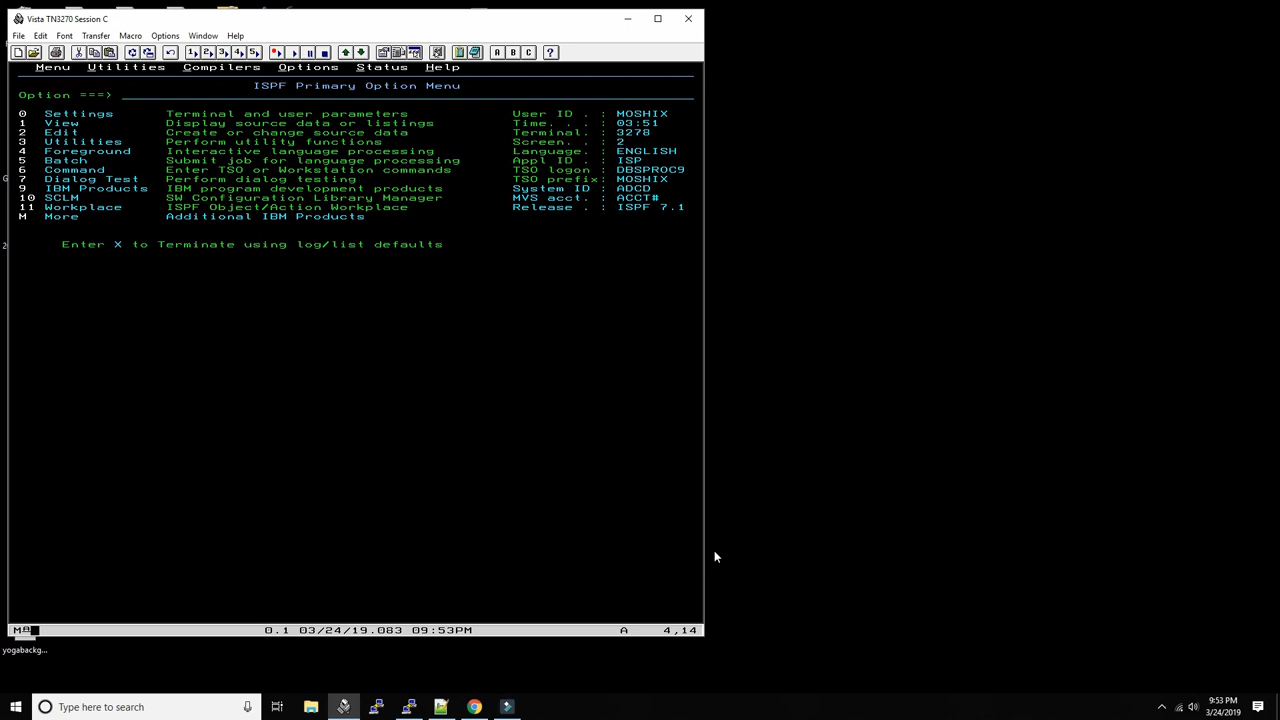 Vista TN3270 Session C
File Edit Font Transfer Macro Options Window Help
1 2 3 4 5 A B C ?
Menu Utilities Compilers Options Status Help
ISPF Primary Option Menu
Option ===>
0 Settings Terminal and user parameters User ID . : MOSHIX
1 View Display source data or listings Time. . . : 03:51
2 Edit Create or change source data Terminal. : 3278
3 Utilities Perform utility functions Screen. . : 2
4 Foreground Interactive language processing Language. : ENGLISH
5 Batch Submit job for language processing Appl ID . : ISP
6 Command Enter TSO or Workstation commands TSO logon : DBSPROC9
7 Dialog Test Perform dialog testing TSO prefix: MOSHIX
9 IBM Products IBM program development products System ID : ADCD
10 SCLM SW Configuration Library Manager MVS acct. : ACCT#
11 Workplace ISPF Object/Action Workplace Release . : ISPF 7.1
M More Additional IBM Products
Enter X to Terminate using log/list defaults
0.1 03/24/19.083 09:53PM A 4,14
yogabackg...
Type here to search
9:53 PM
3/24/2019